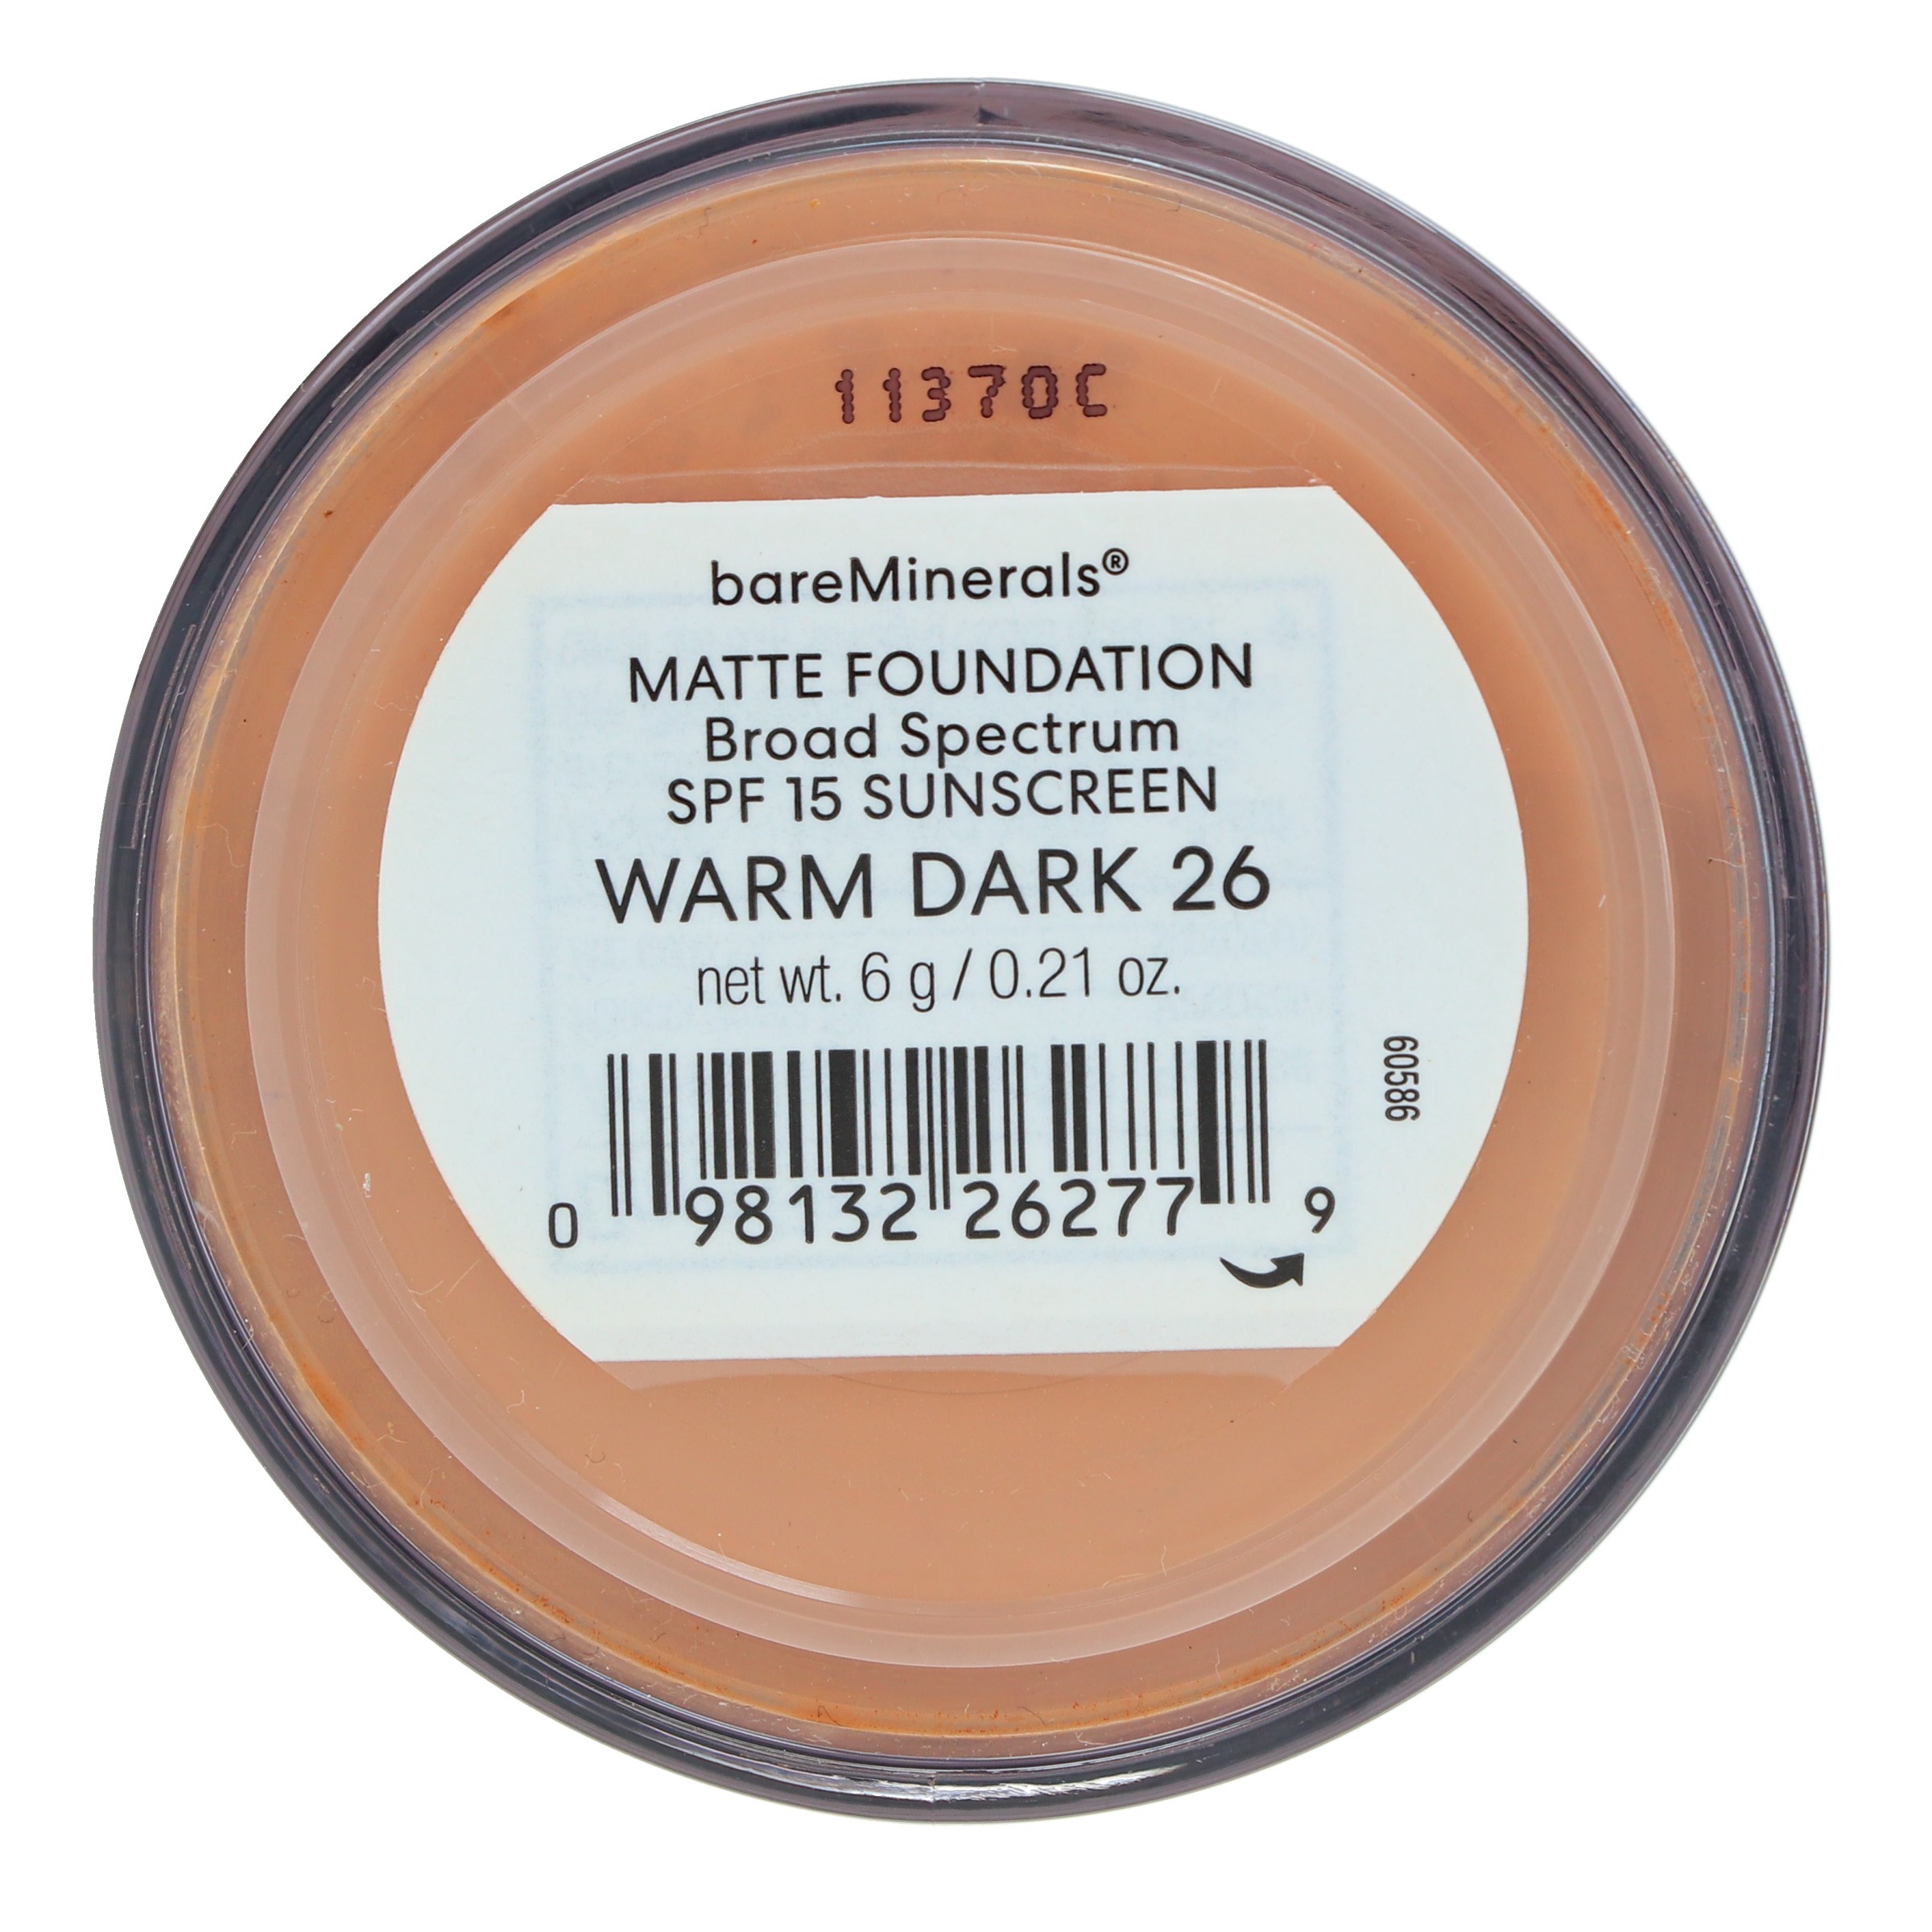 11370C
bareMinerals®
MATTE FOUNDATION
Broad Spectrum
SPF 15 SUNSCREEN
WARM DARK 26
net wt. 6 g / 0.21 oz.
60586
0 98132 26277 9